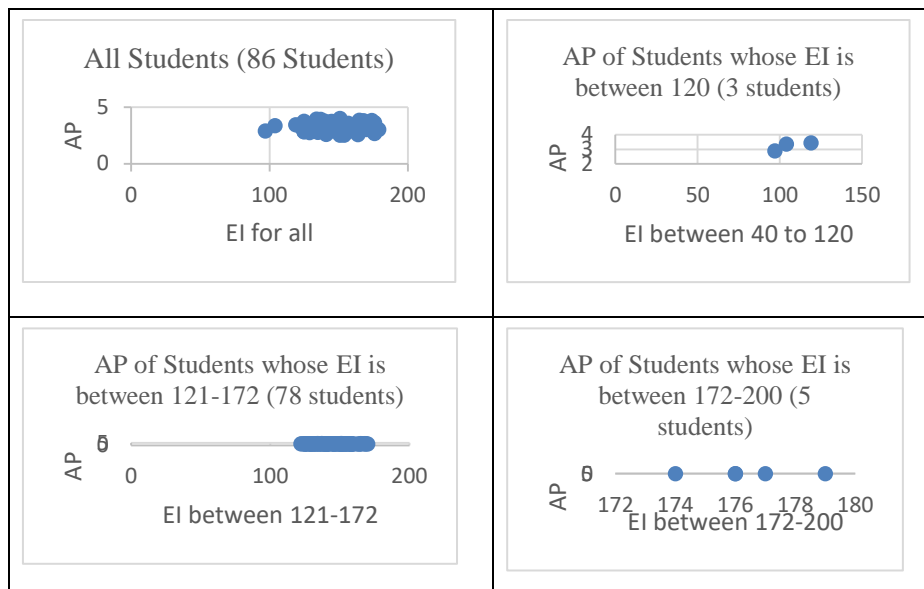 All Students (86 Students)
AP
5
0
0 100 200
EI for all
AP of Students whose EI is
between 120 (3 students)
AP
4
3
2
0 50 100 150
EI between 40 to 120
AP of Students whose EI is
between 121-172 (78 students)
AP
5
0
0 100 200
EI between 121-172
AP of Students whose EI is
between 172-200 (5
students)
AP
5
0
172 174 176 178 180
EI between 172-200